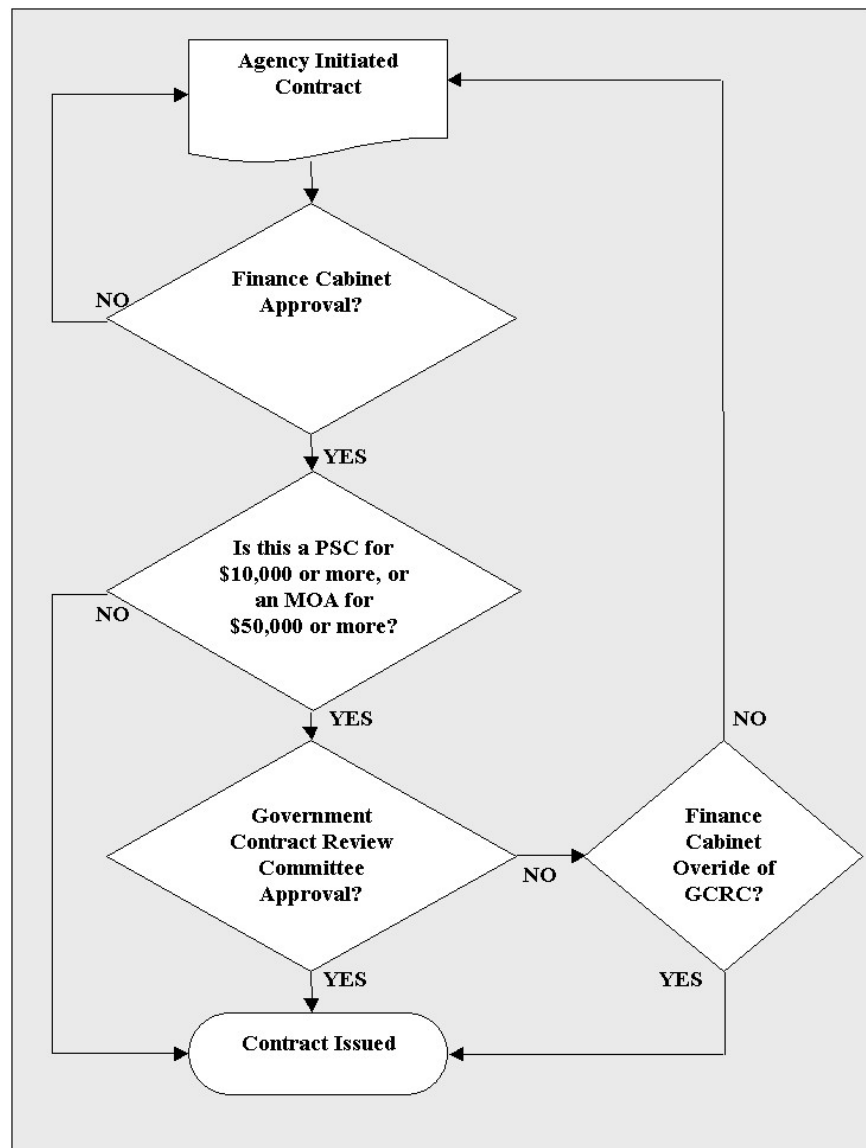 Agency Initiated
Contract
Finance Cabinet
Approval?
NO
YES
Is this a PSC for
$10,000 or more, or
an MOA for
$50,000 or more?
NO
YES
NO
Government
Contract Review
Committee
Approval?
NO
Finance
Cabinet
Overide of
GCRC?
YES
YES
Contract Issued